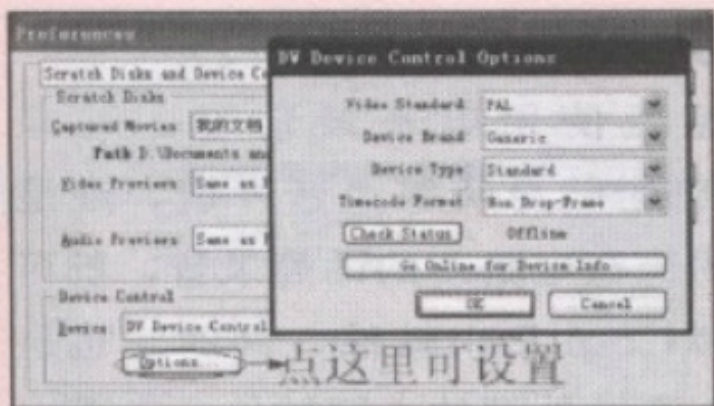 Preferences
Scratch Disks and Device Co
Scratch Disks
Captured Movies 我的文档
Path D:\Documents and
Video Previews Same as
Audio Previews Same as
Device Control
Device DV Device Control
Options...
点这里可设置
DV Device Control Options
Video Standard PAL
Device Brand Generic
Device Type Standard
Timecode Format Non Drop-Frame
Check Status Offline
Go Online for Device Info
OK Cancel